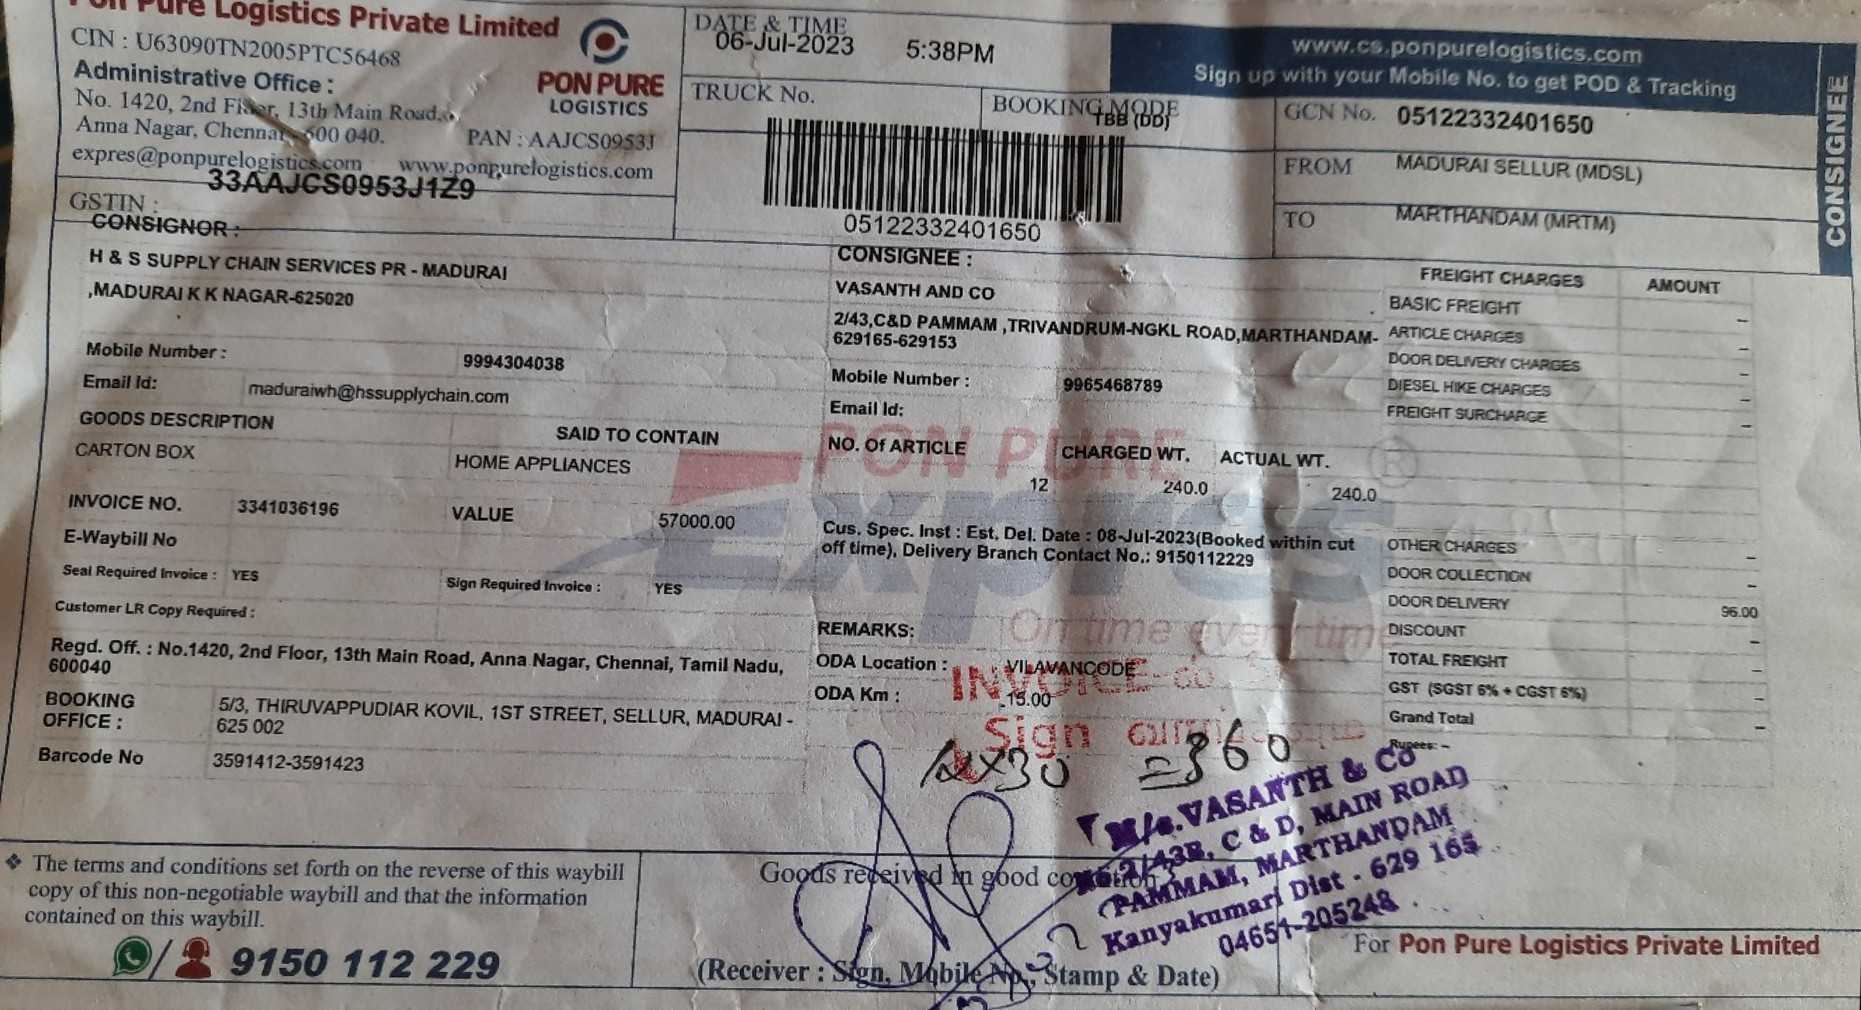 Pon Pure Logistics Private Limited
CIN : U63090TN2005PTC56468
Administrative Office :
No. 1420, 2nd Floor, 13th Main Road,
Anna Nagar, Chennai - 600 040.
PAN : AAJCS0953J
expres@ponpurelogistics.com www.ponpurelogistics.com
33AAJCS0953J1Z9
GSTIN :
PON PURE
LOGISTICS
DATE & TIME
06-Jul-2023 5:38PM
TRUCK No.
BOOKING MODE
TBB (DD)
05122332401650
www.cs.ponpurelogistics.com
Sign up with your Mobile No. to get POD & Tracking
GCN No. 05122332401650
FROM MADURAI SELLUR (MDSL)
TO MARTHANDAM (MRTM)
CONSIGNEE
CONSIGNOR :
H & S SUPPLY CHAIN SERVICES PR - MADURAI
,MADURAI K K NAGAR-625020
Mobile Number : 9994304038
Email Id: maduraiwh@hssupplychain.com
GOODS DESCRIPTION SAID TO CONTAIN
CARTON BOX HOME APPLIANCES
INVOICE NO. 3341036196 VALUE 57000.00
E-Waybill No
Seal Required Invoice : YES Sign Required Invoice : YES
Customer LR Copy Required :
Regd. Off. : No.1420, 2nd Floor, 13th Main Road, Anna Nagar, Chennai, Tamil Nadu,
600040
BOOKING
OFFICE :
5/3, THIRUVAPPUDIAR KOVIL, 1ST STREET, SELLUR, MADURAI -
625 002
Barcode No 3591412-3591423
CONSIGNEE :
VASANTH AND CO
2/43,C&D PAMMAM ,TRIVANDRUM-NGKL ROAD,MARTHANDAM-
629165-629153
Mobile Number : 9965468789
Email Id:
NO. Of ARTICLE CHARGED WT. ACTUAL WT.
12 240.0 240.0
PON PURE
Expres
On time every time
Cus. Spec. Inst : Est. Del. Date : 08-Jul-2023(Booked within cut
off time), Delivery Branch Contact No.: 9150112229
REMARKS:
ODA Location : VILAVANCODE
ODA Km : 15.00
INVOICE
Sign
12x30 = 360
FREIGHT CHARGES AMOUNT
BASIC FREIGHT –
ARTICLE CHARGES –
DOOR DELIVERY CHARGES –
DIESEL HIKE CHARGES –
FREIGHT SURCHARGE –
OTHER CHARGES –
DOOR COLLECTION –
DOOR DELIVERY 96.00
DISCOUNT –
TOTAL FREIGHT –
GST (SGST 6% + CGST 6%) –
Grand Total –
Rupees: –
M/s.VASANTH & CO
2/43B, C & D, MAIN ROAD
PAMMAM, MARTHANDAM
Kanyakumari Dist - 629 165
04651-205248
❖ The terms and conditions set forth on the reverse of this waybill
copy of this non-negotiable waybill and that the information
contained on this waybill.
9150 112 229
Goods received in good condition
(Receiver : Sign, Mobile No., Stamp & Date)
For Pon Pure Logistics Private Limited